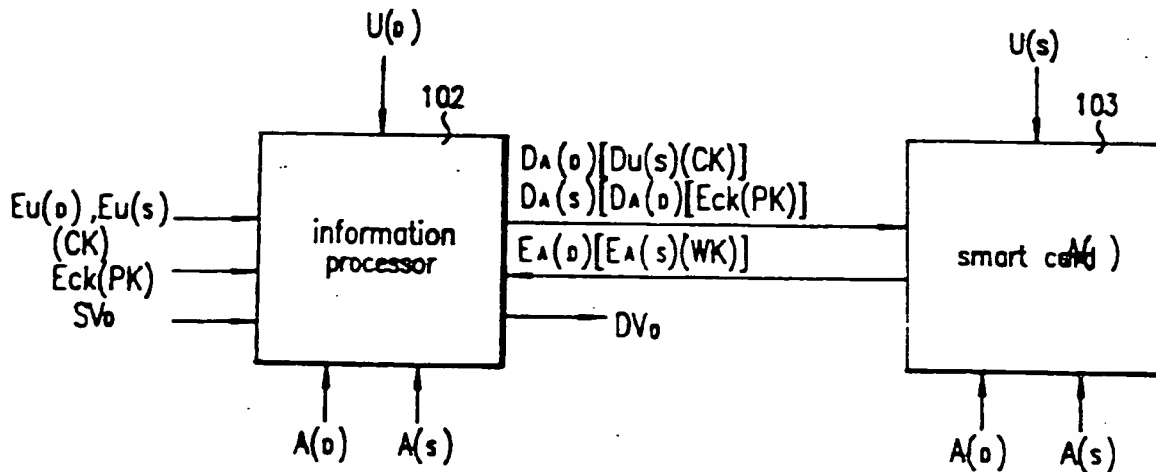 U(D)
U(s)
102
103
DA(D)[Du(s)(CK)]
DA(s)[DA(D)[Eck(PK)]
Eu(D),Eu(s)
(CK)
Eck(PK)
SVD
information
processor
EA(D)[EA(s)(WK)]
smart
DVD
A(D)
A(s)
A(D)
A(s)